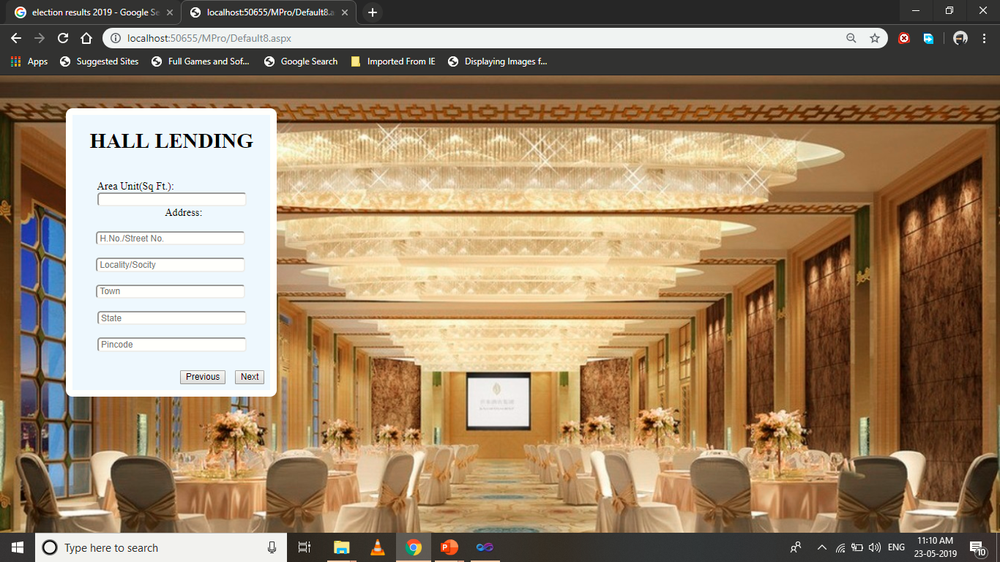 election results 2019 - Google Se
localhost:50655/MPro/Default8.a
localhost:50655/MPro/Default8.aspx
Apps
Suggested Sites
Full Games and Sof...
Google Search
Imported From IE
Displaying Images f...
HALL LENDING
Area Unit(Sq Ft.):
Address:
H.No./Street No.
Locality/Socity
Town
State
Pincode
Previous
Next
Type here to search
ENG
11:10 AM
23-05-2019
10